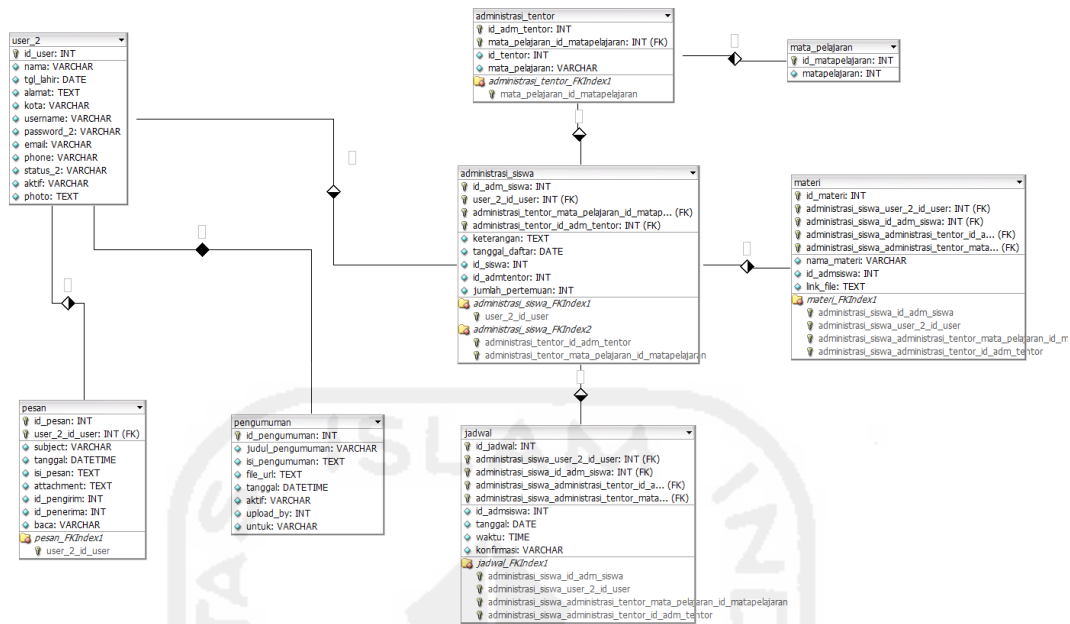 user_2
id_user: INT
nama: VARCHAR
tgl_lahir: DATE
alamat: TEXT
kota: VARCHAR
username: VARCHAR
password_2: VARCHAR
email: VARCHAR
phone: VARCHAR
status_2: VARCHAR
aktif: VARCHAR
photo: TEXT
administrasi_tentor
id_adm_tentor: INT
mata_pelajaran_id_matapelajaran: INT (FK)
id_tentor: INT
mata_pelajaran: VARCHAR
administrasi_tentor_FKIndex1
mata_pelajaran_id_matapelajaran
mata_pelajaran
id_matapelajaran: INT
matapelajaran: INT
administrasi_siswa
id_adm_siswa: INT
user_2_id_user: INT (FK)
administrasi_tentor_mata_pelajaran_id_matap... (FK)
administrasi_tentor_id_adm_tentor: INT (FK)
keterangan: TEXT
tanggal_daftar: DATE
id_siswa: INT
id_admtentor: INT
jumlah_pertemuan: INT
administrasi_siswa_FKIndex1
user_2_id_user
administrasi_siswa_FKIndex2
administrasi_tentor_id_adm_tentor
administrasi_tentor_mata_pelajaran_id_matapelajaran
materi
id_materi: INT
administrasi_siswa_user_2_id_user: INT (FK)
administrasi_siswa_id_adm_siswa: INT (FK)
administrasi_siswa_administrasi_tentor_id_a... (FK)
administrasi_siswa_administrasi_tentor_mata... (FK)
nama_materi: VARCHAR
id_admsiswa: INT
link_file: TEXT
materi_FKIndex1
administrasi_siswa_id_adm_siswa
administrasi_siswa_user_2_id_user
administrasi_siswa_administrasi_tentor_mata_pelajaran_id_m
administrasi_siswa_administrasi_tentor_id_adm_tentor
pesan
id_pesan: INT
user_2_id_user: INT (FK)
subject: VARCHAR
tanggal: DATETIME
isi_pesan: TEXT
attachment: TEXT
id_pengirim: INT
id_penerima: INT
baca: VARCHAR
pesan_FKIndex1
user_2_id_user
pengumuman
id_pengumuman: INT
judul_pengumuman: VARCHAR
isi_pengumuman: TEXT
file_url: TEXT
tanggal: DATETIME
aktif: VARCHAR
upload_by: INT
untuk: VARCHAR
jadwal
id_jadwal: INT
administrasi_siswa_user_2_id_user: INT (FK)
administrasi_siswa_id_adm_siswa: INT (FK)
administrasi_siswa_administrasi_tentor_id_a... (FK)
administrasi_siswa_administrasi_tentor_mata... (FK)
id_admsiswa: INT
tanggal: DATE
waktu: TIME
konfirmasi: VARCHAR
jadwal_FKIndex1
administrasi_siswa_id_adm_siswa
administrasi_siswa_user_2_id_user
administrasi_siswa_administrasi_tentor_mata_pelajaran_id_matapelajaran
administrasi_siswa_administrasi_tentor_id_adm_tentor
ISLAM